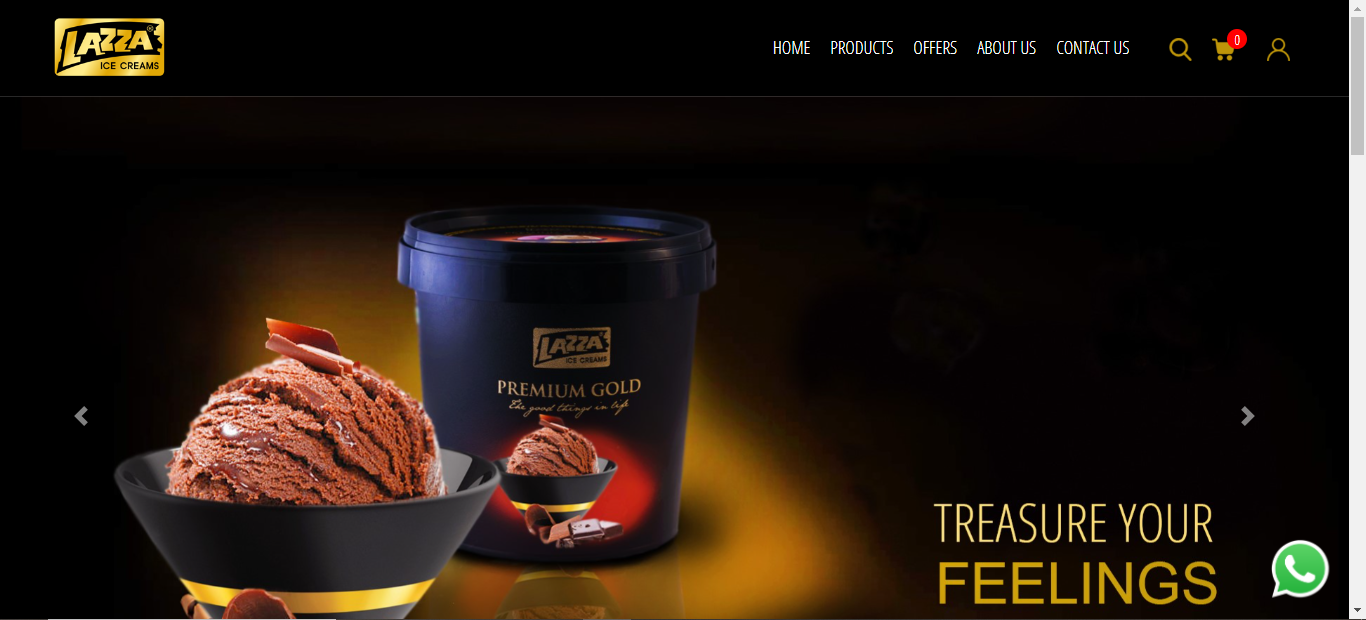 LAZZA®
ICE CREAMS
HOME PRODUCTS OFFERS ABOUT US CONTACT US
0
LAZZA
ICE CREAMS
PREMIUM GOLD
The good things in life
TREASURE YOUR
FEELINGS